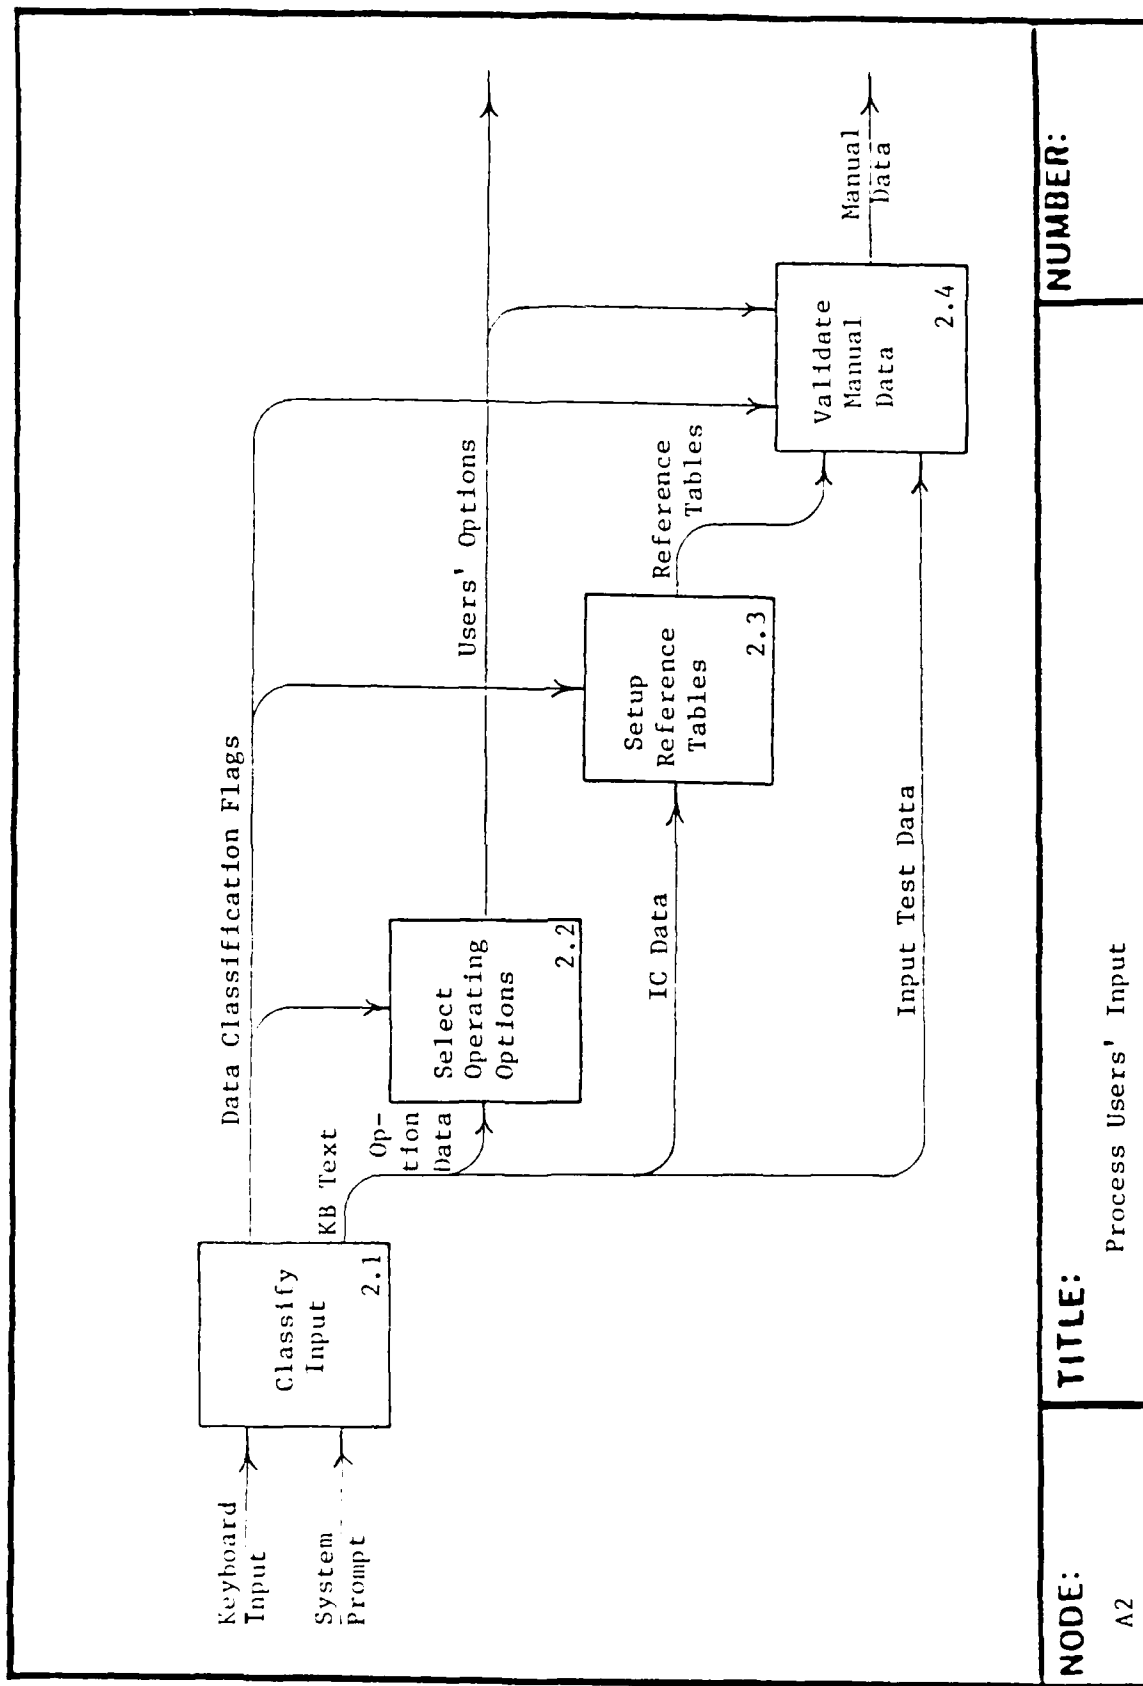 Keyboard
Input
System
Prompt
Classify
Input
2.1
Data Classification Flags
KB Text
Op-
tion
Data
Select
Operating
Options
2.2
Users' Options
IC Data
Setup
Reference
Tables
2.3
Reference
Tables
Input Test Data
Validate
Manual
Data
2.4
Manual
Data
NODE:
A2
TITLE:
Process Users' Input
NUMBER: